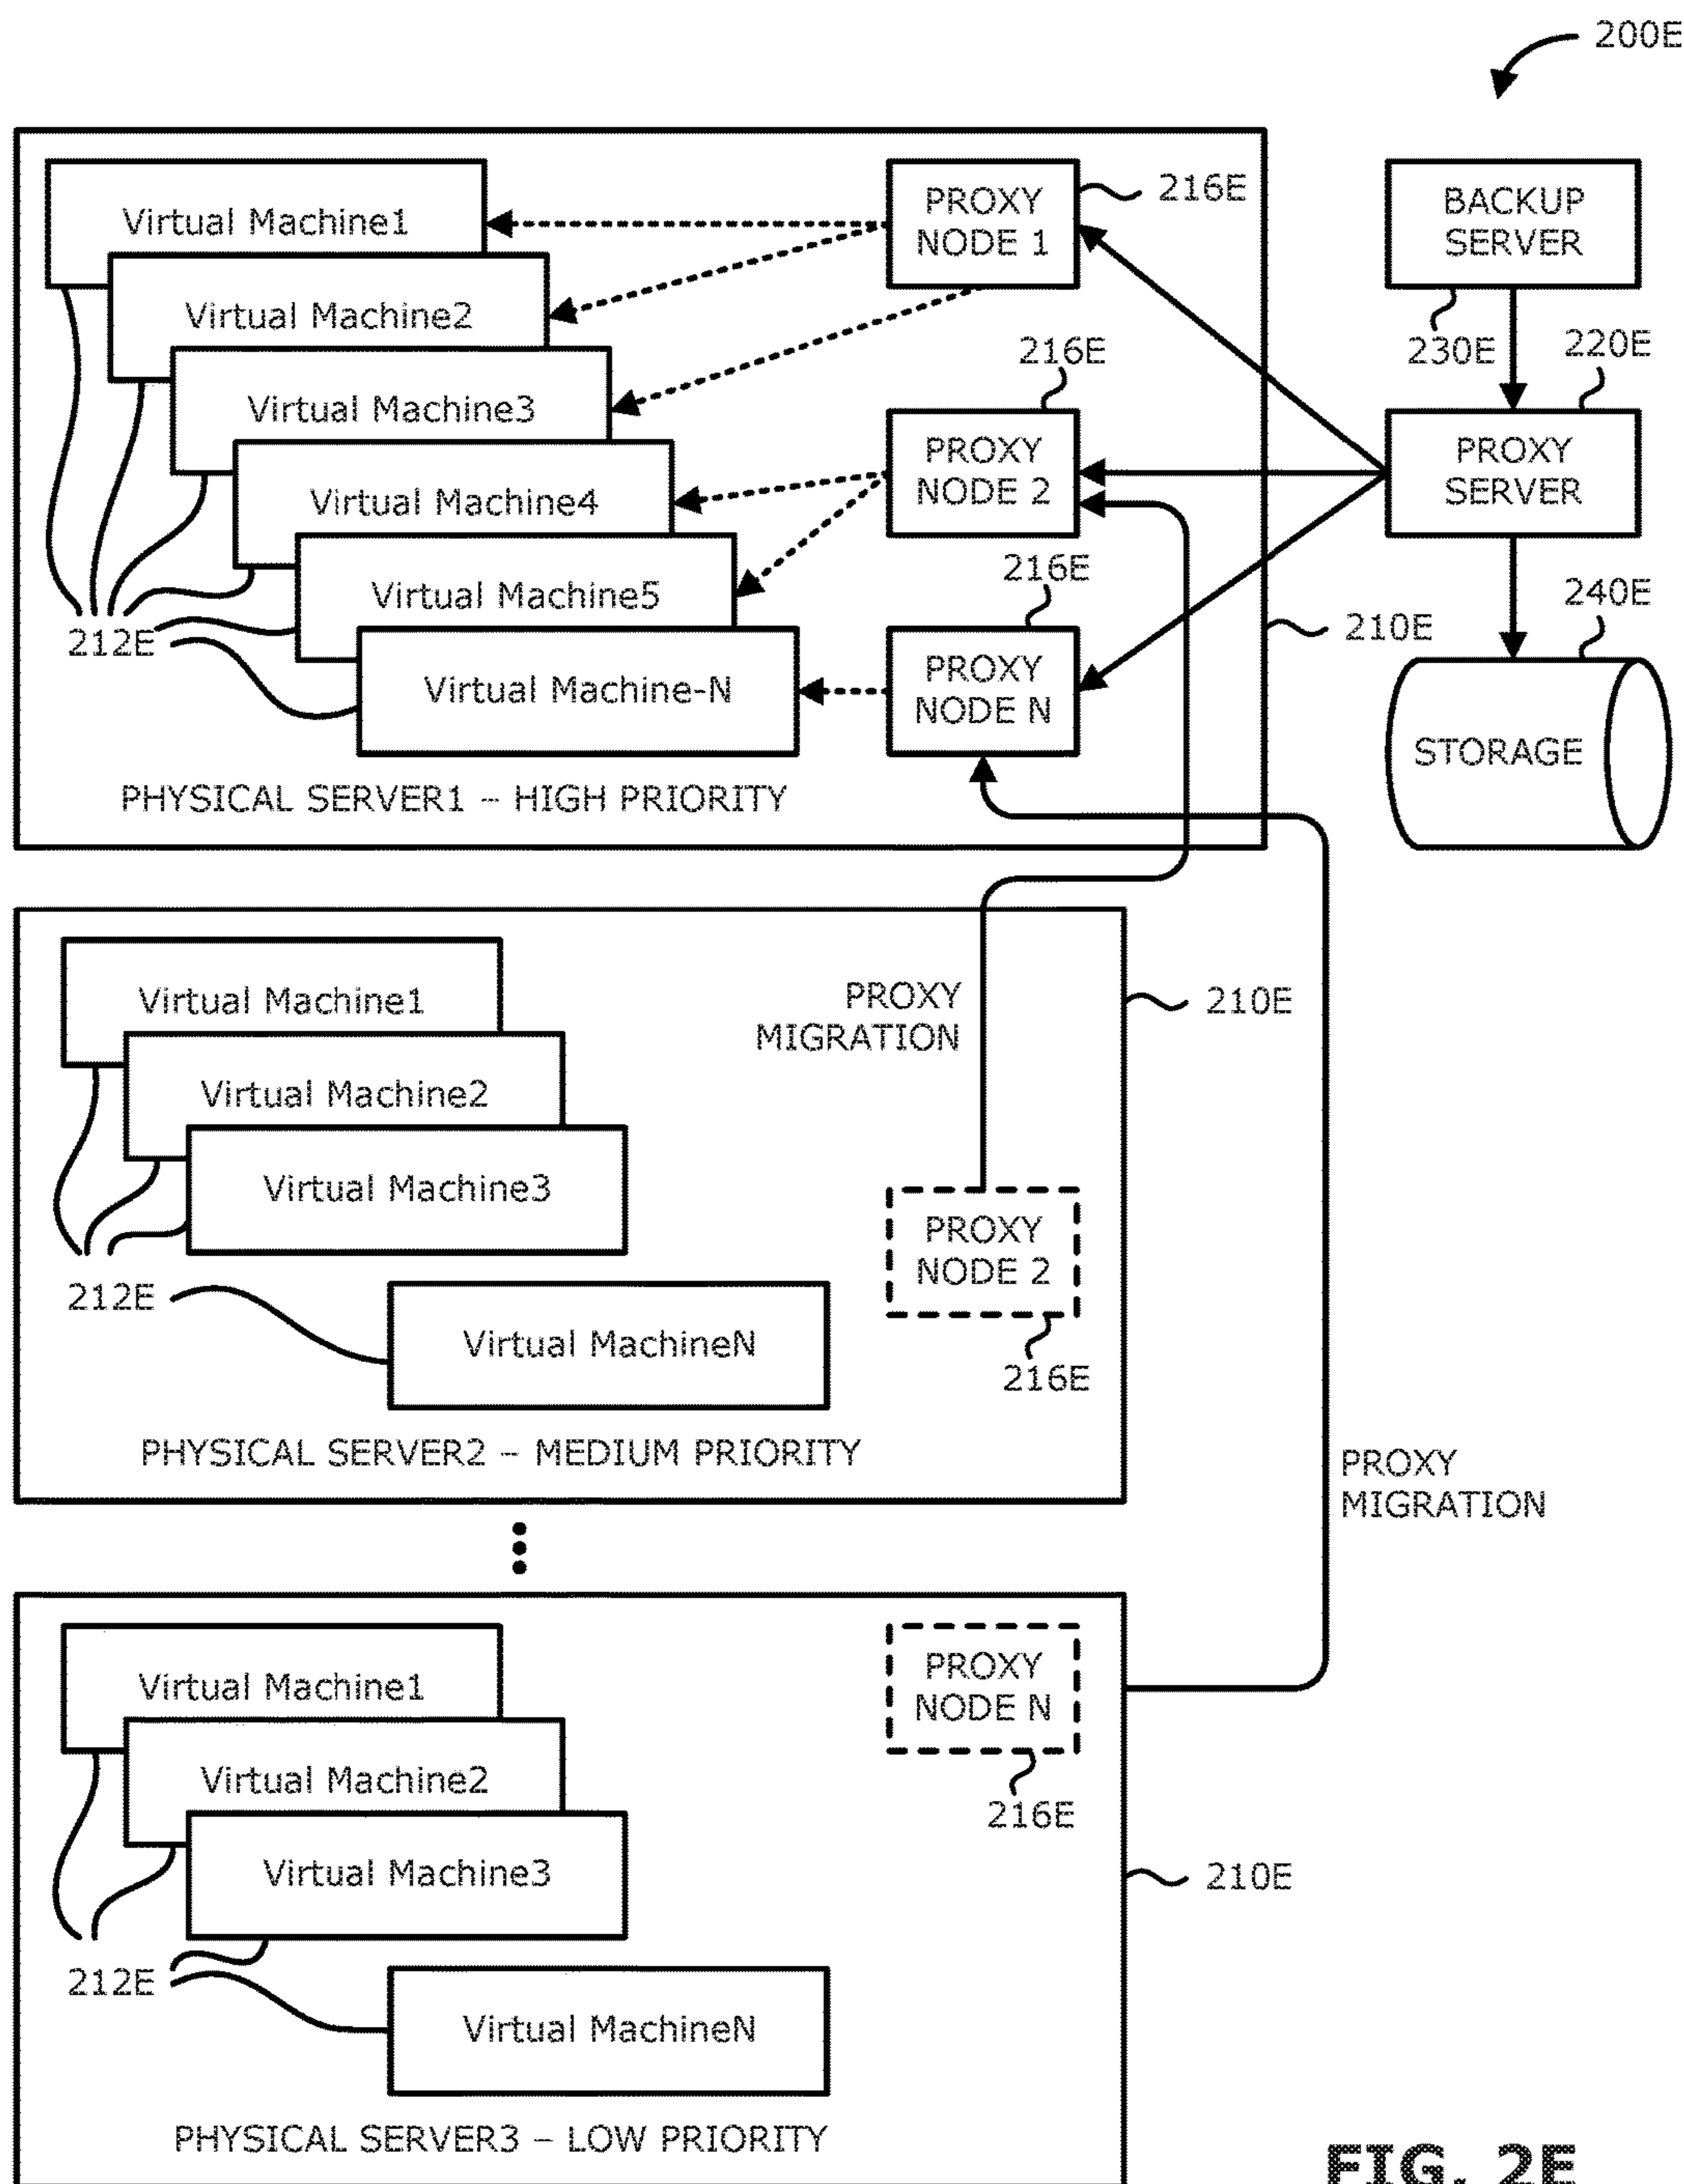 200E
Virtual Machine1
PROXY
NODE 1
216E
BACKUP
SERVER
Virtual Machine2
230E
220E
216E
Virtual Machine3
PROXY
NODE 2
PROXY
SERVER
Virtual Machine4
216E
240E
Virtual Machine5
212E
210E
Virtual Machine-N
PROXY
NODE N
STORAGE
PHYSICAL SERVER1 – HIGH PRIORITY
Virtual Machine1
PROXY
MIGRATION
210E
Virtual Machine2
Virtual Machine3
PROXY
NODE 2
212E
Virtual MachineN
216E
PHYSICAL SERVER2 – MEDIUM PRIORITY
PROXY
MIGRATION
Virtual Machine1
PROXY
NODE N
Virtual Machine2
216E
Virtual Machine3
210E
212E
Virtual MachineN
PHYSICAL SERVER3 – LOW PRIORITY
FIG. 2E